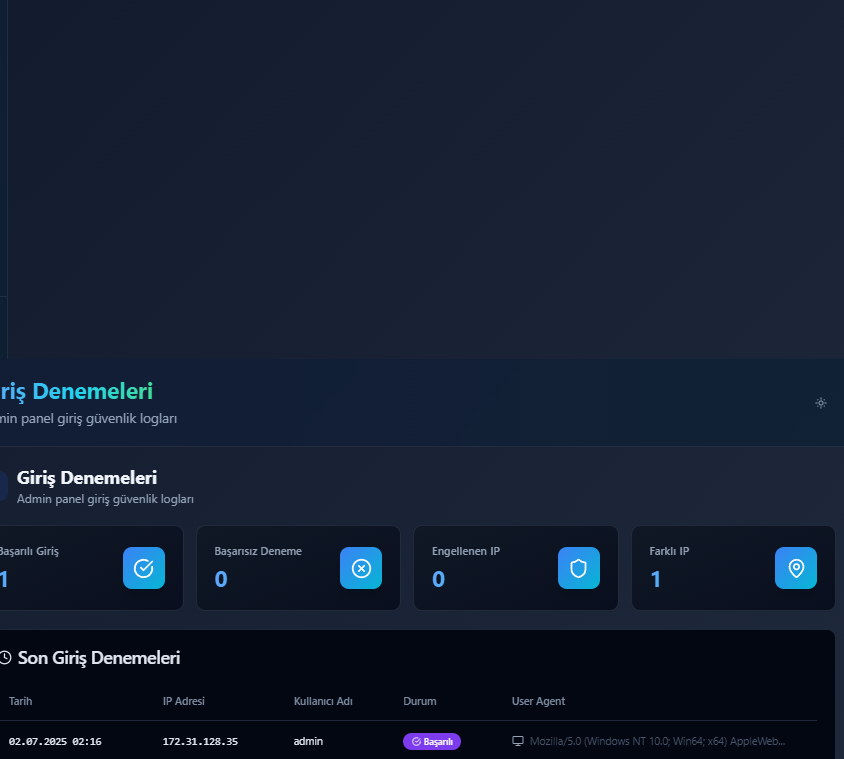 riş Denemeleri
min panel giriş güvenlik logları
Giriş Denemeleri
Admin panel giriş güvenlik logları
Başarılı Giriş
1
Başarısız Deneme
0
Engellenen IP
0
Farklı IP
1
Son Giriş Denemeleri
Tarih IP Adresi Kullanıcı Adı Durum User Agent
02.07.2025 02:16 172.31.128.35 admin Başarılı Mozilla/5.0 (Windows NT 10.0; Win64; x64) AppleWeb...